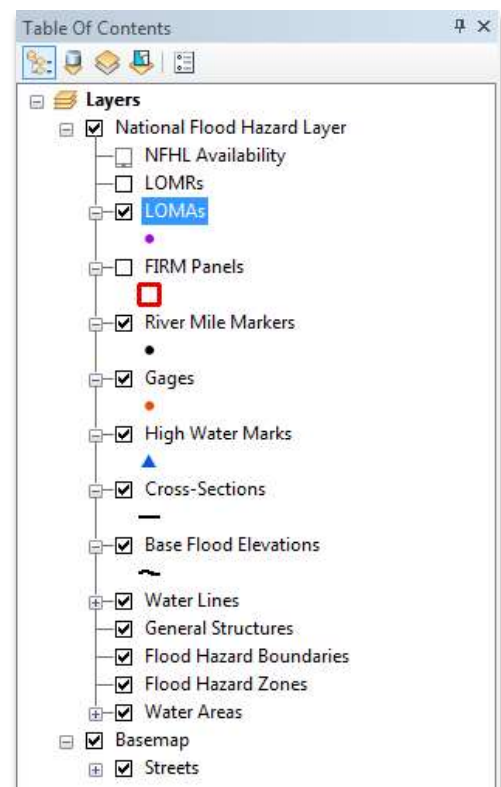 Table Of Contents
Layers
National Flood Hazard Layer
NFHL Availability
LOMRs
LOMAs
FIRM Panels
River Mile Markers
Gages
High Water Marks
Cross-Sections
Base Flood Elevations
Water Lines
General Structures
Flood Hazard Boundaries
Flood Hazard Zones
Water Areas
Basemap
Streets